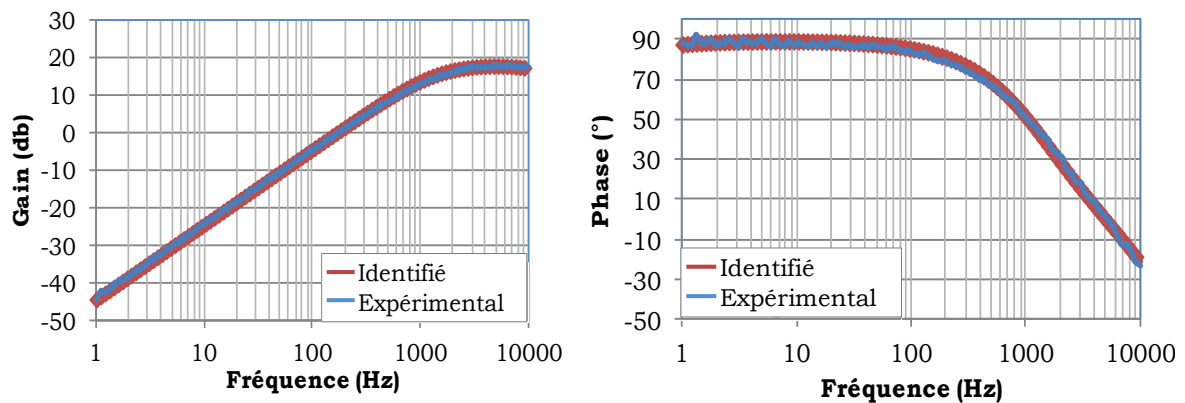 30
20
10
0
-10
-20
-30
-40
-50
Gain (db)
1 10 100 1000 10000
Fréquence (Hz)
Identifié
Expérimental
90
70
50
30
10
-10
-30
-50
Phase (°)
1 10 100 1000 10000
Fréquence (Hz)
Identifié
Expérimental